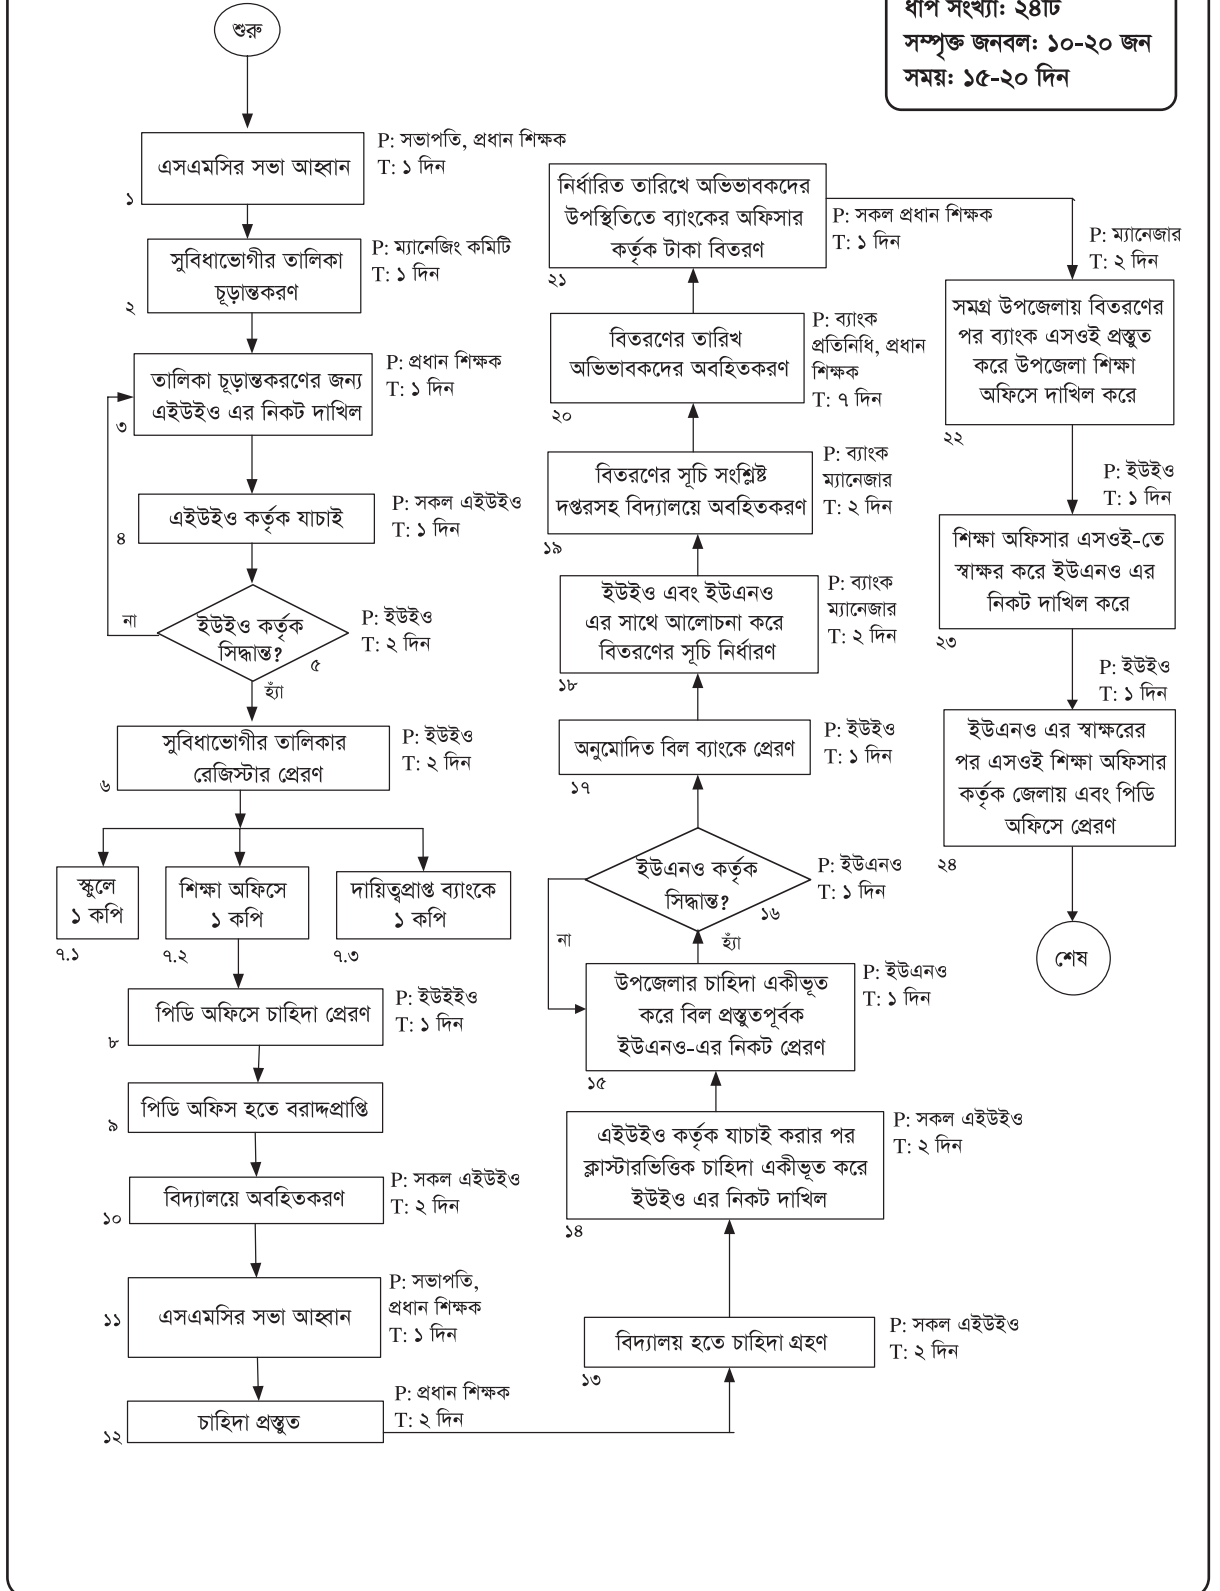 ধাপ সংখ্যা: ২৪টি
সম্পৃক্ত জনবল: ১০-২০ জন
সময়: ১৫-২০ দিন
শুরু
এসএমসির সভা আহ্বান
১
P: সভাপতি, প্রধান শিক্ষক
T: ১ দিন
সুবিধাভোগীর তালিকা
চূড়ান্তকরণ
২
P: ম্যানেজিং কমিটি
T: ১ দিন
তালিকা চূড়ান্তকরণের জন্য
এইউইও এর নিকট দাখিল
৩
P: প্রধান শিক্ষক
T: ১ দিন
এইউইও কর্তৃক যাচাই
৪
P: সকল এইউইও
T: ১ দিন
না
ইউইও কর্তৃক
সিদ্ধান্ত?
৫
P: ইউইও
T: ২ দিন
হ্যাঁ
সুবিধাভোগীর তালিকার
রেজিস্টার প্রেরণ
৬
P: ইউইও
T: ২ দিন
স্কুলে
১ কপি
৭.১
শিক্ষা অফিসে
১ কপি
৭.২
দায়িত্বপ্রাপ্ত ব্যাংকে
১ কপি
৭.৩
পিডি অফিসে চাহিদা প্রেরণ
৮
P: ইউইইও
T: ১ দিন
পিডি অফিস হতে বরাদ্দপ্রাপ্তি
৯
বিদ্যালয়ে অবহিতকরণ
১০
P: সকল এইউইও
T: ২ দিন
এসএমসির সভা আহ্বান
১১
P: সভাপতি,
প্রধান শিক্ষক
T: ১ দিন
চাহিদা প্রস্তুত
১২
P: প্রধান শিক্ষক
T: ২ দিন
বিদ্যালয় হতে চাহিদা গ্রহণ
১৩
P: সকল এইউইও
T: ২ দিন
এইউইও কর্তৃক যাচাই করার পর
ক্লাস্টারভিত্তিক চাহিদা একীভূত করে
ইউইও এর নিকট দাখিল
১৪
P: সকল এইউইও
T: ২ দিন
উপজেলার চাহিদা একীভূত
করে বিল প্রস্তুতপূর্বক
ইউএনও-এর নিকট প্রেরণ
১৫
P: ইউএনও
T: ১ দিন
না
হ্যাঁ
ইউএনও কর্তৃক
সিদ্ধান্ত?
১৬
P: ইউএনও
T: ১ দিন
অনুমোদিত বিল ব্যাংকে প্রেরণ
১৭
P: ইউইও
T: ১ দিন
ইউইও এবং ইউএনও
এর সাথে আলোচনা করে
বিতরণের সূচি নির্ধারণ
১৮
P: ব্যাংক
ম্যানেজার
T: ২ দিন
বিতরণের সূচি সংশ্লিষ্ট
দপ্তরসহ বিদ্যালয়ে অবহিতকরণ
১৯
P: ব্যাংক
ম্যানেজার
T: ২ দিন
বিতরণের তারিখ
অভিভাবকদের অবহিতকরণ
২০
P: ব্যাংক
প্রতিনিধি, প্রধান
শিক্ষক
T: ৭ দিন
নির্ধারিত তারিখে অভিভাবকদের
উপস্থিতিতে ব্যাংকের অফিসার
কর্তৃক টাকা বিতরণ
২১
P: সকল প্রধান শিক্ষক
T: ১ দিন
P: ম্যানেজার
T: ২ দিন
সমগ্র উপজেলায় বিতরণের
পর ব্যাংক এসওই প্রস্তুত
করে উপজেলা শিক্ষা
অফিসে দাখিল করে
২২
P: ইউইও
T: ১ দিন
শিক্ষা অফিসার এসওই-তে
স্বাক্ষর করে ইউএনও এর
নিকট দাখিল করে
২৩
P: ইউইও
T: ১ দিন
ইউএনও এর স্বাক্ষরের
পর এসওই শিক্ষা অফিসার
কর্তৃক জেলায় এবং পিডি
অফিসে প্রেরণ
২৪
শেষ